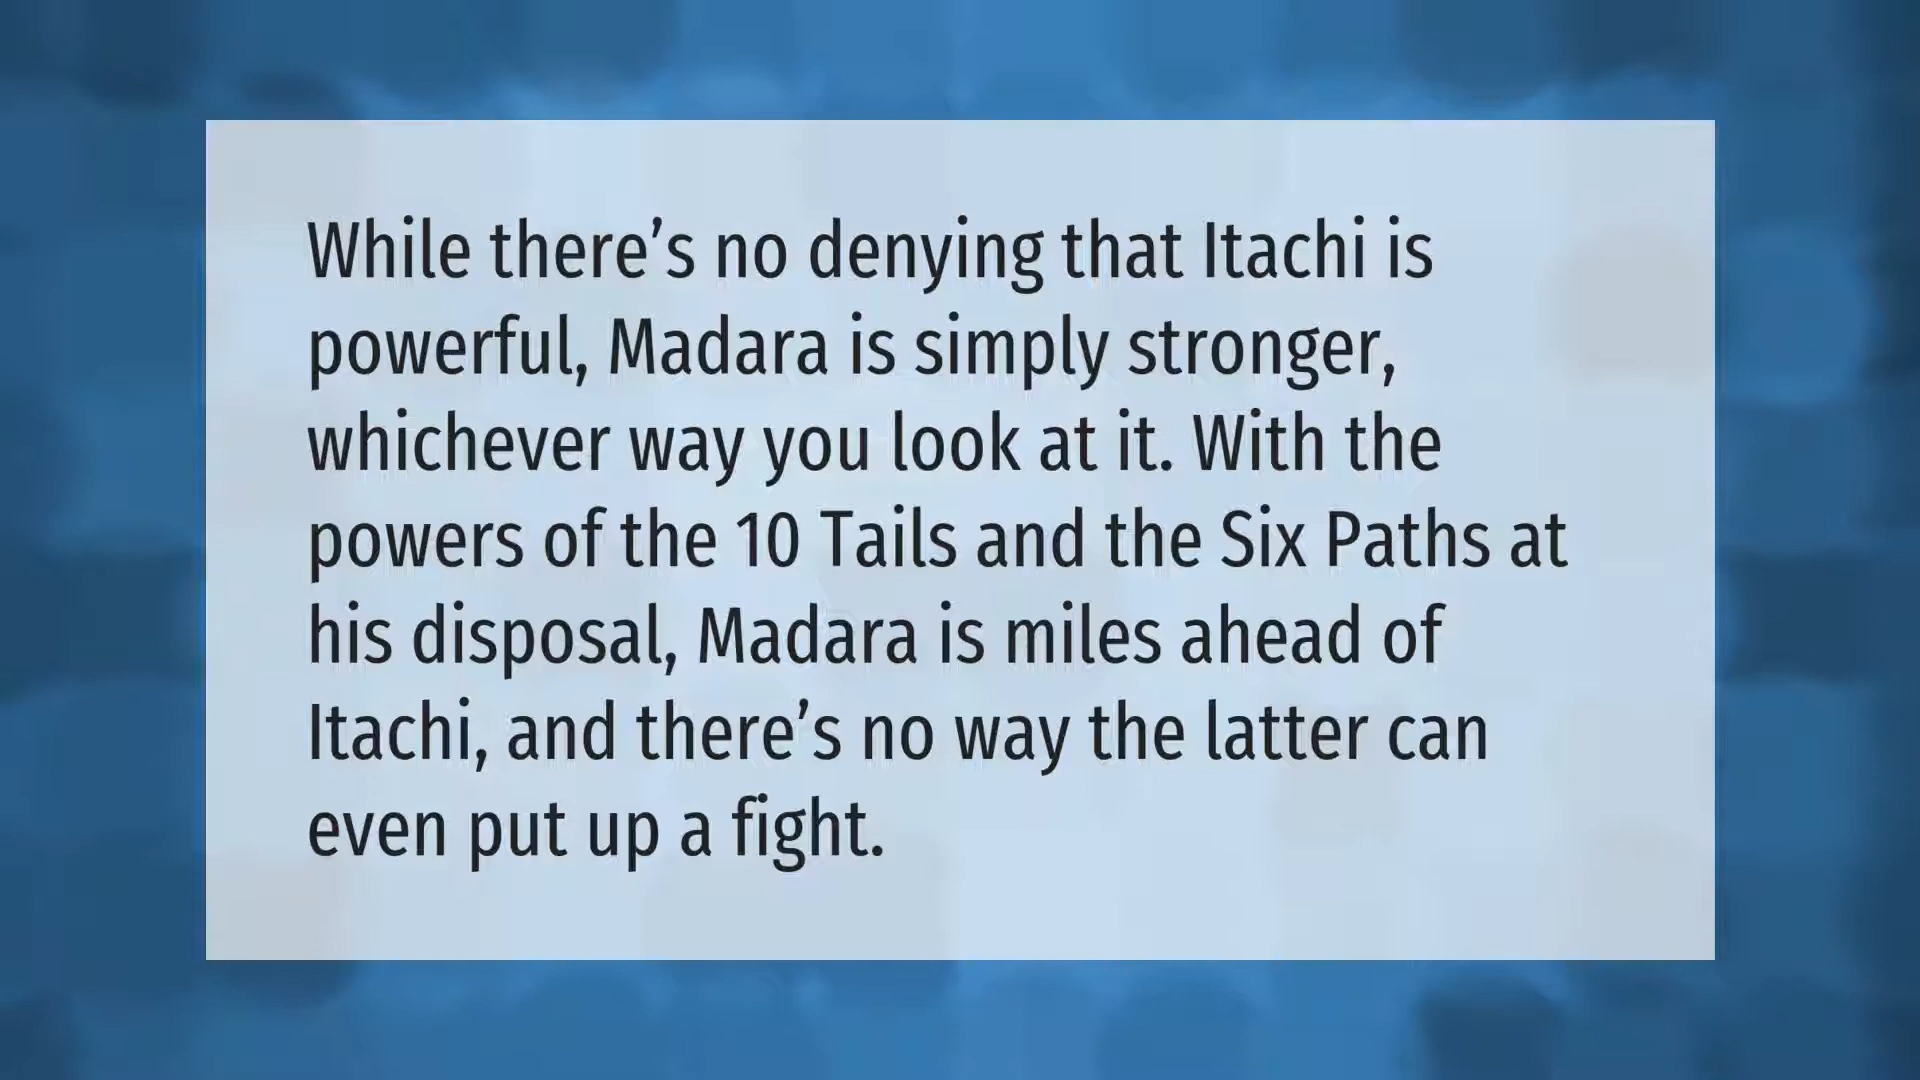 While there’s no denying that Itachi is
powerful, Madara is simply stronger,
whichever way you look at it. With the
powers of the 10 Tails and the Six Paths at
his disposal, Madara is miles ahead of
Itachi, and there’s no way the latter can
even put up a fight.